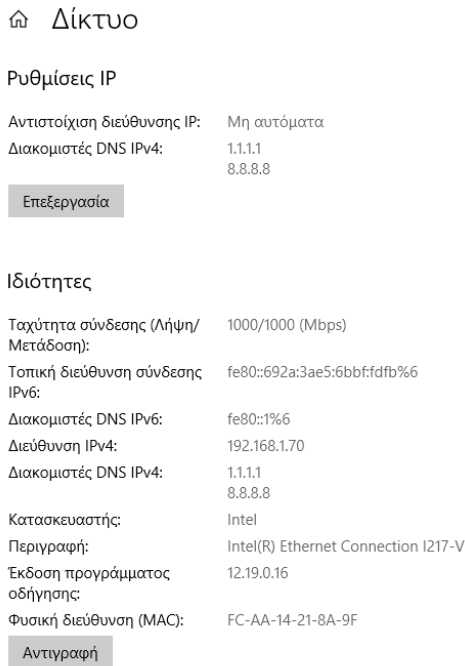 Δίκτυο
Ρυθμίσεις IP
Αντιστοίχιση διεύθυνσης IP: Μη αυτόματα
Διακομιστές DNS IPv4: 1.1.1.1
8.8.8.8
Επεξεργασία
Ιδιότητες
Ταχύτητα σύνδεσης (Λήψη/ 1000/1000 (Mbps)
Μετάδοση):
Τοπική διεύθυνση σύνδεσης fe80::692a:3ae5:6bbf:fdfb%6
IPv6:
Διακομιστές DNS IPv6: fe80::1%6
Διεύθυνση IPv4: 192.168.1.70
Διακομιστές DNS IPv4: 1.1.1.1
8.8.8.8
Κατασκευαστής: Intel
Περιγραφή: Intel(R) Ethernet Connection I217-V
Έκδοση προγράμματος 12.19.0.16
οδήγησης:
Φυσική διεύθυνση (MAC): FC-AA-14-21-8A-9F
Αντιγραφή